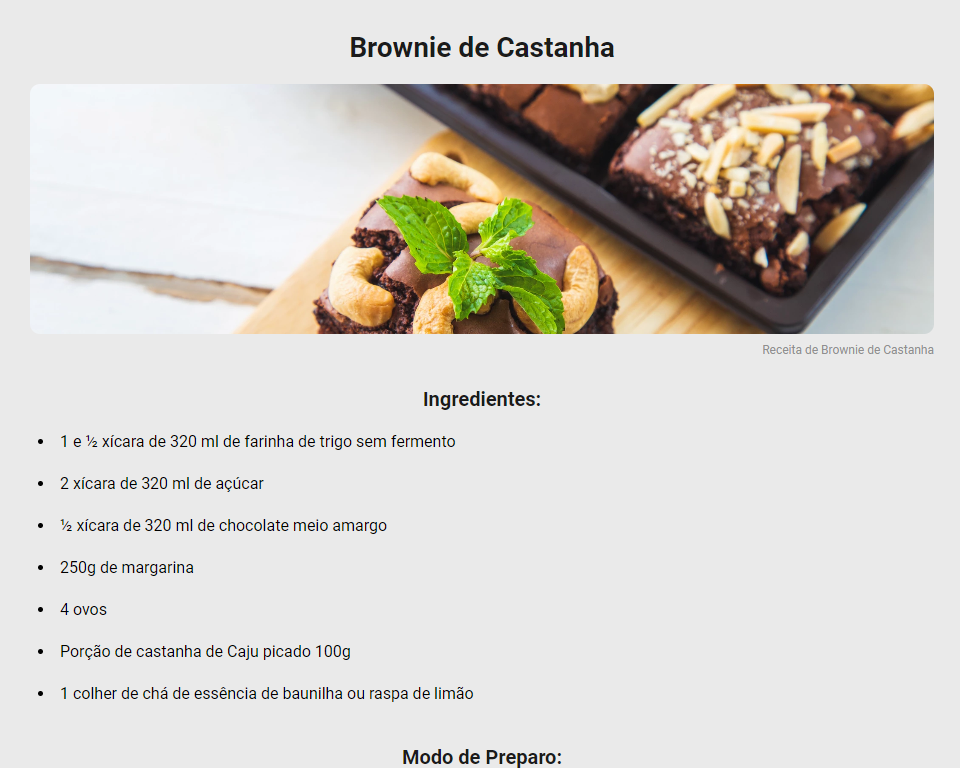 Brownie de Castanha
Receita de Brownie de Castanha
Ingredientes:
1 e ½ xícara de 320 ml de farinha de trigo sem fermento
2 xícara de 320 ml de açúcar
½ xícara de 320 ml de chocolate meio amargo
250g de margarina
4 ovos
Porção de castanha de Caju picado 100g
1 colher de chá de essência de baunilha ou raspa de limão
Modo de Preparo: